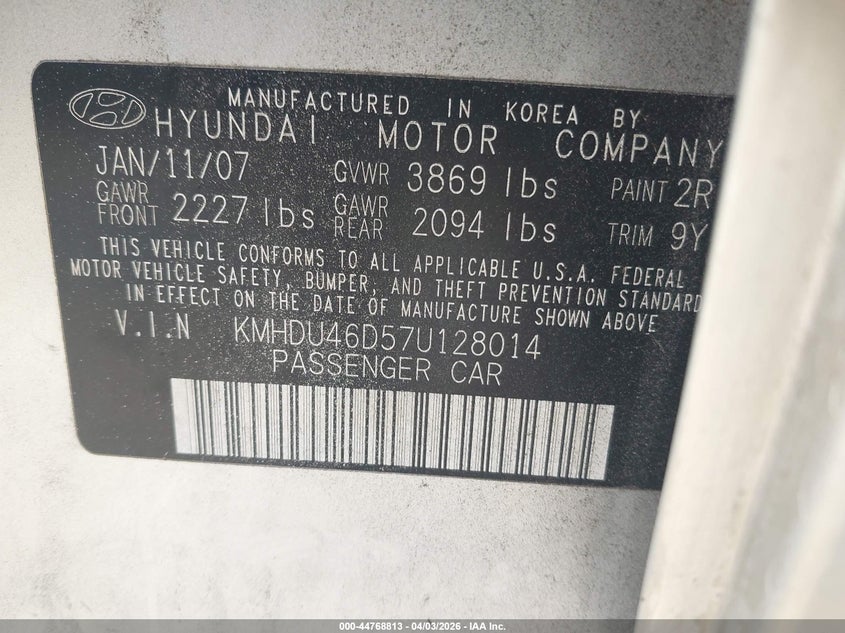 MANUFACTURED IN KOREA BY
HYUNDAI MOTOR COMPANY
JAN/11/07 GVWR 3869 lbs PAINT 2R
GAWR FRONT 2227 lbs GAWR REAR 2094 lbs TRIM 9Y
THIS VEHICLE CONFORMS TO ALL APPLICABLE U.S.A. FEDERAL
MOTOR VEHICLE SAFETY, BUMPER, AND THEFT PREVENTION STANDARD
IN EFFECT ON THE DATE OF MANUFACTURE SHOWN ABOVE
V.I.N KMHDU46D57U128014
PASSENGER CAR
000-44768813 - 04/03/2026 - IAA Inc.